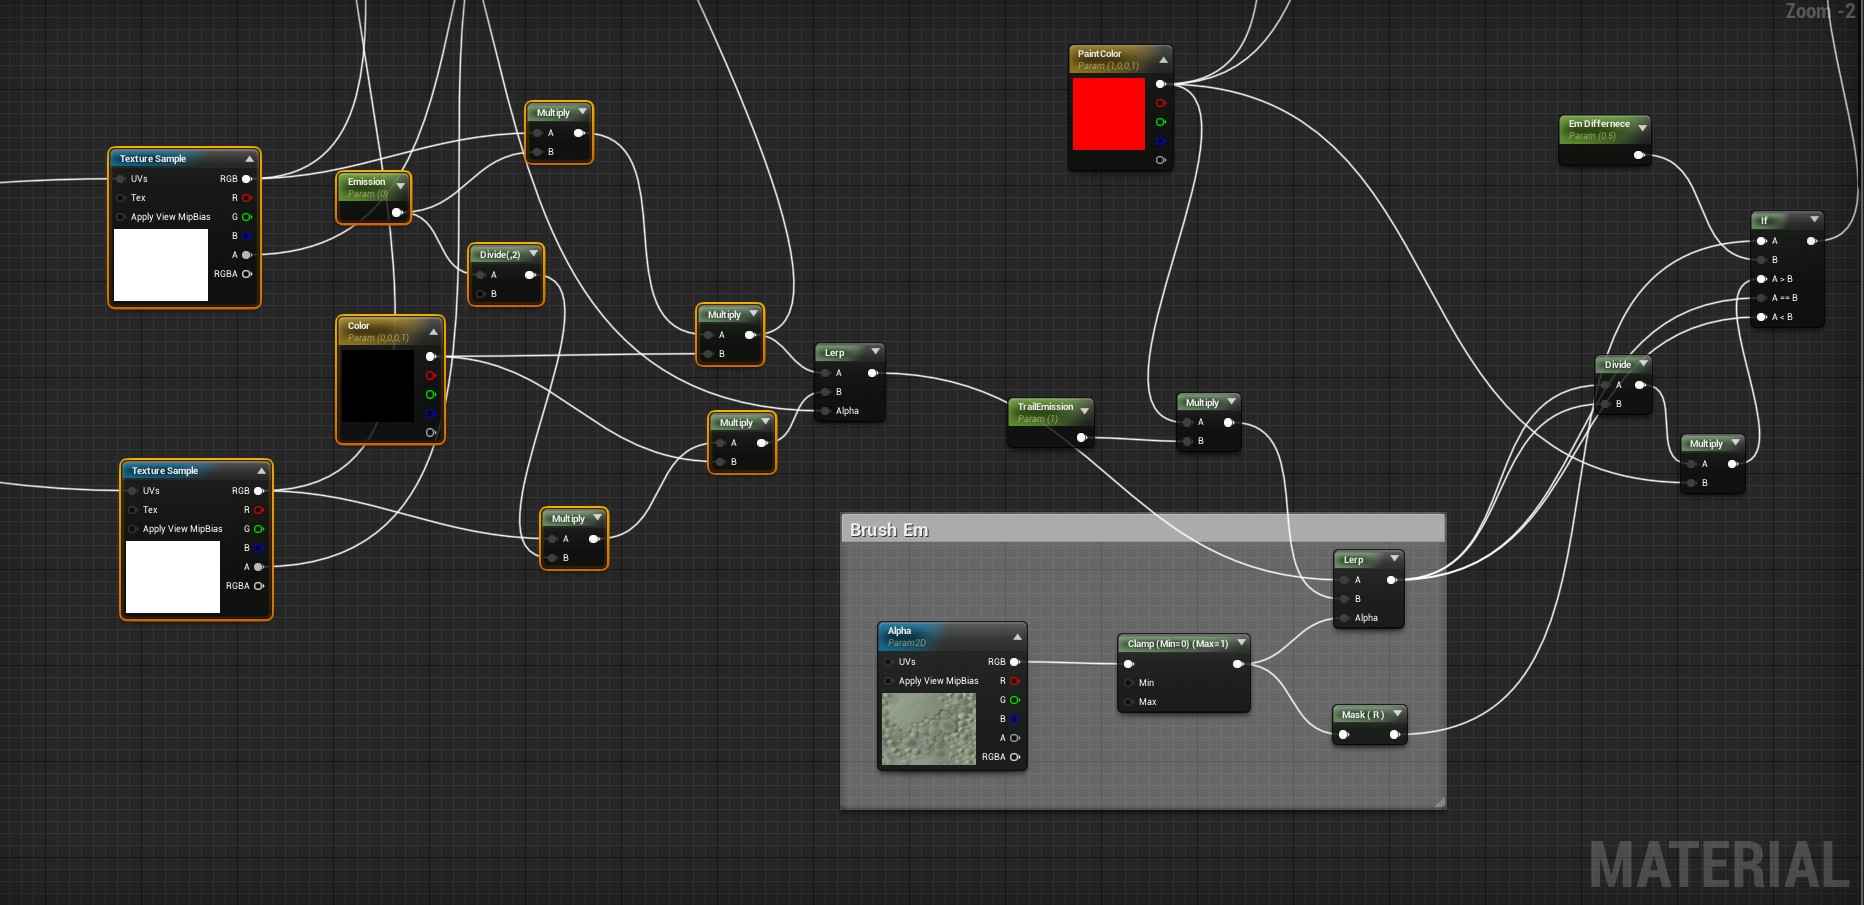 Zoom -2
PaintColor
Param (1,0,0,1)
Multiply
A
B
Em Differnece
Param (0.5)
Texture Sample
UVs
RGB
Tex
R
Apply View MipBias
G
B
A
RGBA
Emission
Param (0)
If
A
B
A > B
A == B
A < B
Divide(,2)
A
B
Color
Param (0,0,0,1)
Multiply
A
B
Lerp
A
B
Alpha
Divide
A
B
TrailEmission
Param (1)
Multiply
A
B
Multiply
A
B
Multiply
A
B
Texture Sample
UVs
RGB
Tex
R
Apply View MipBias
G
B
A
RGBA
Multiply
A
B
Brush Em
Lerp
A
B
Alpha
Alpha
Param2D
UVs
RGB
Apply View MipBias
R
G
B
A
RGBA
Clamp (Min=0) (Max=1)
Min
Max
Mask ( R )
MATERIAL